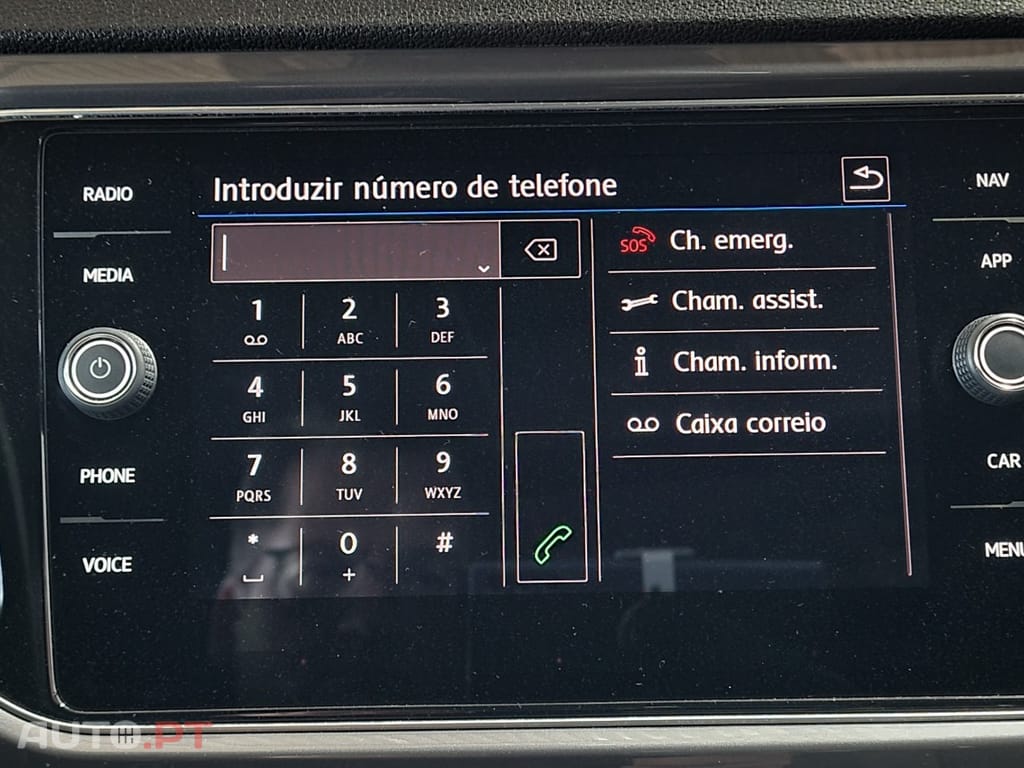 RADIO
MEDIA
PHONE
VOICE
Introduzir número de telefone
1
2 ABC
3 DEF
4 GHI
5 JKL
6 MNO
7 PQRS
8 TUV
9 WXYZ
*
0 +
#
SOS Ch. emerg.
Cham. assist.
i Cham. inform.
Caixa correio
NAV
APP
CAR
MENU
AUTO.PT